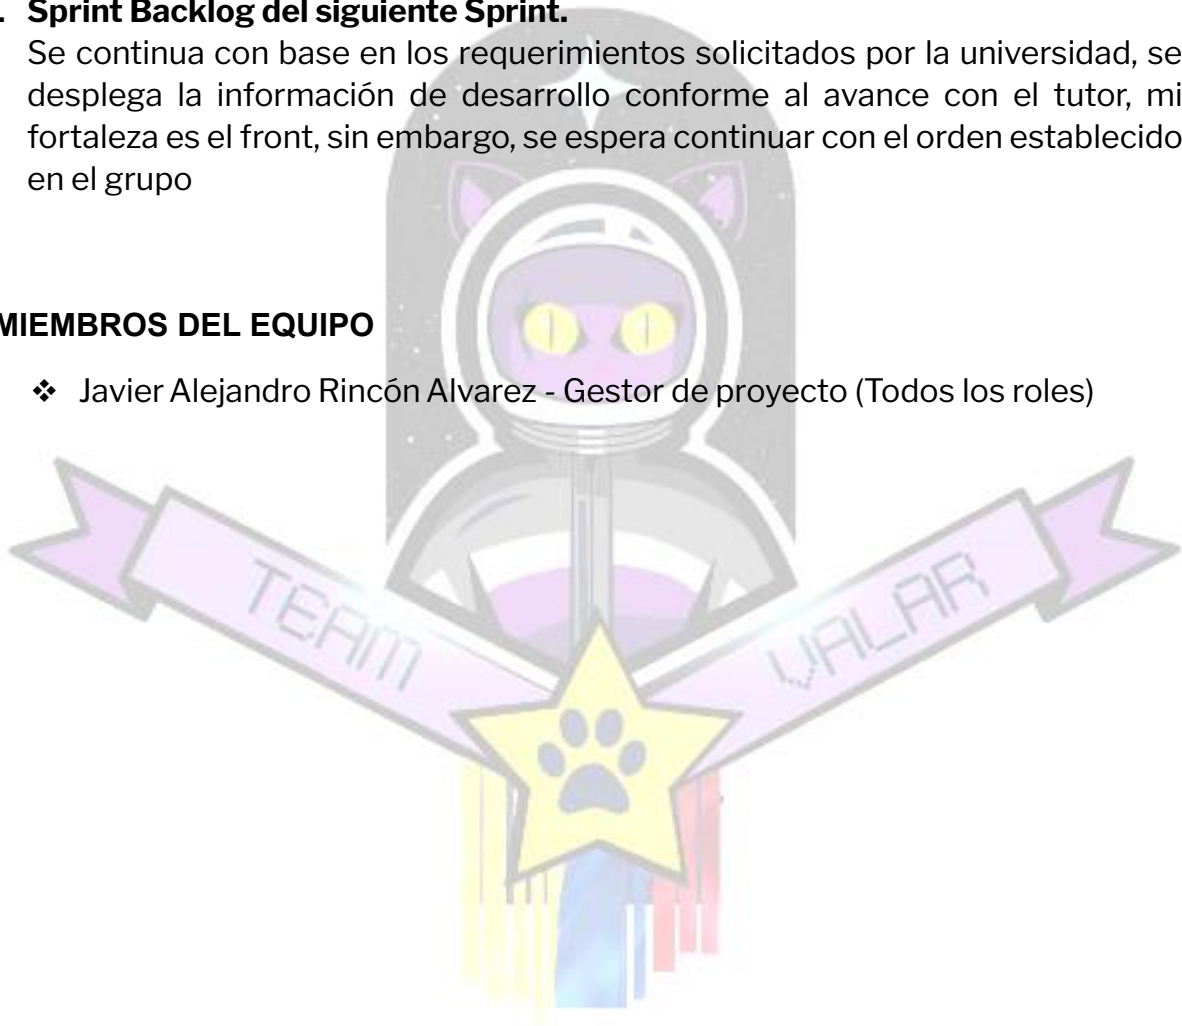 . Sprint Backlog del siguiente Sprint.
Se continua con base en los requerimientos solicitados por la universidad, se
desplega la información de desarrollo conforme al avance con el tutor, mi
fortaleza es el front, sin embargo, se espera continuar con el orden establecido
en el grupo
MIEMBROS DEL EQUIPO
❖ Javier Alejandro Rincón Alvarez - Gestor de proyecto (Todos los roles)
TEAM
VALAR